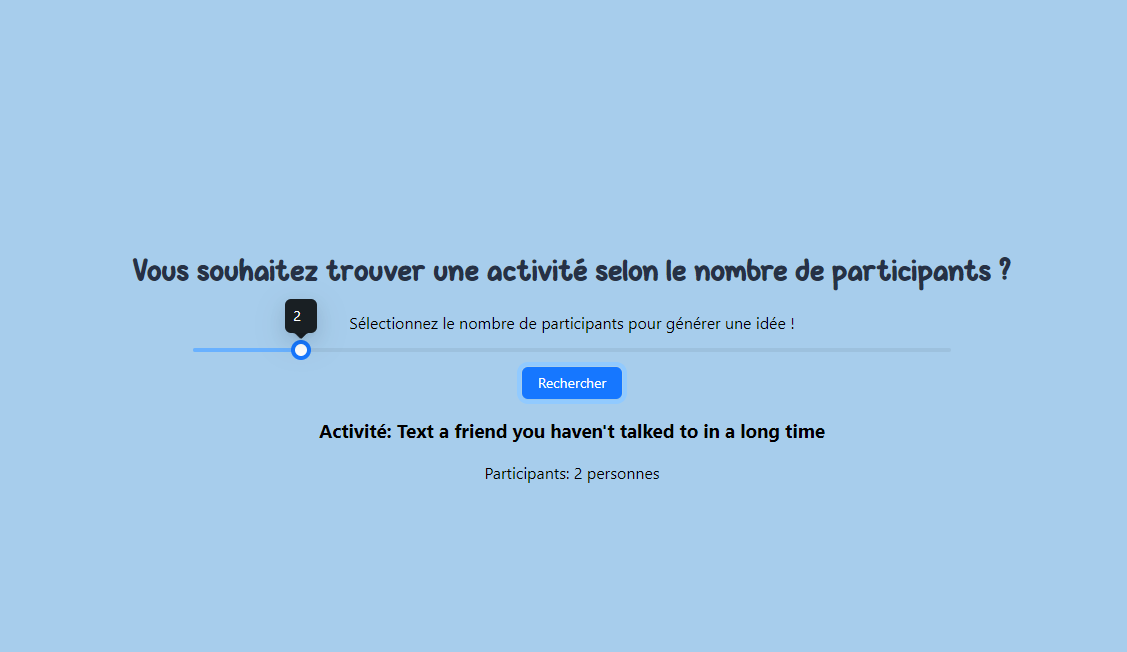 Vous souhaitez trouver une activité selon le nombre de participants ?
2
Sélectionnez le nombre de participants pour générer une idée !
Rechercher
Activité: Text a friend you haven't talked to in a long time
Participants: 2 personnes